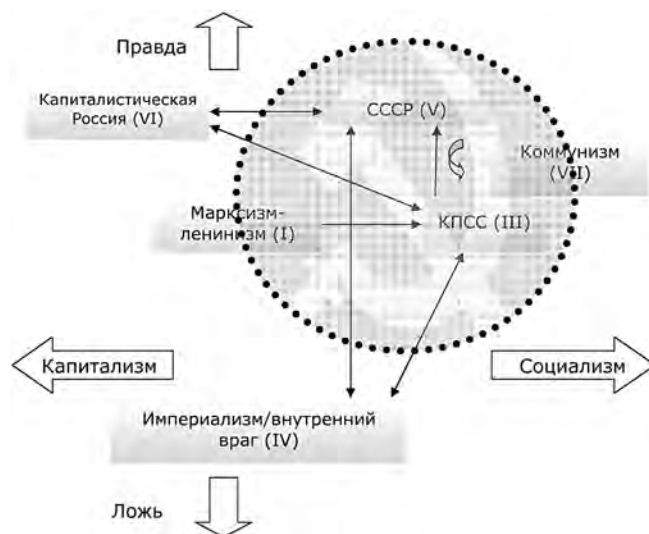 Правда
Капиталистическая
Россия (VI)
СССР (V)
Коммунизм
(VII)
Марксизм-
ленинизм (I)
КПСС (III)
Капитализм
Социализм
Империализм/внутренний
враг (IV)
Ложь